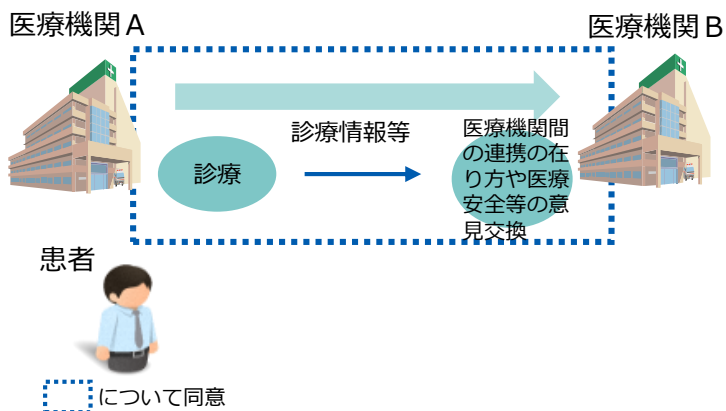 医療機関A
医療機関B
診療情報等
診療
医療機関間
の連携の在
り方や医療
安全等の意
見交換
患者
について同意